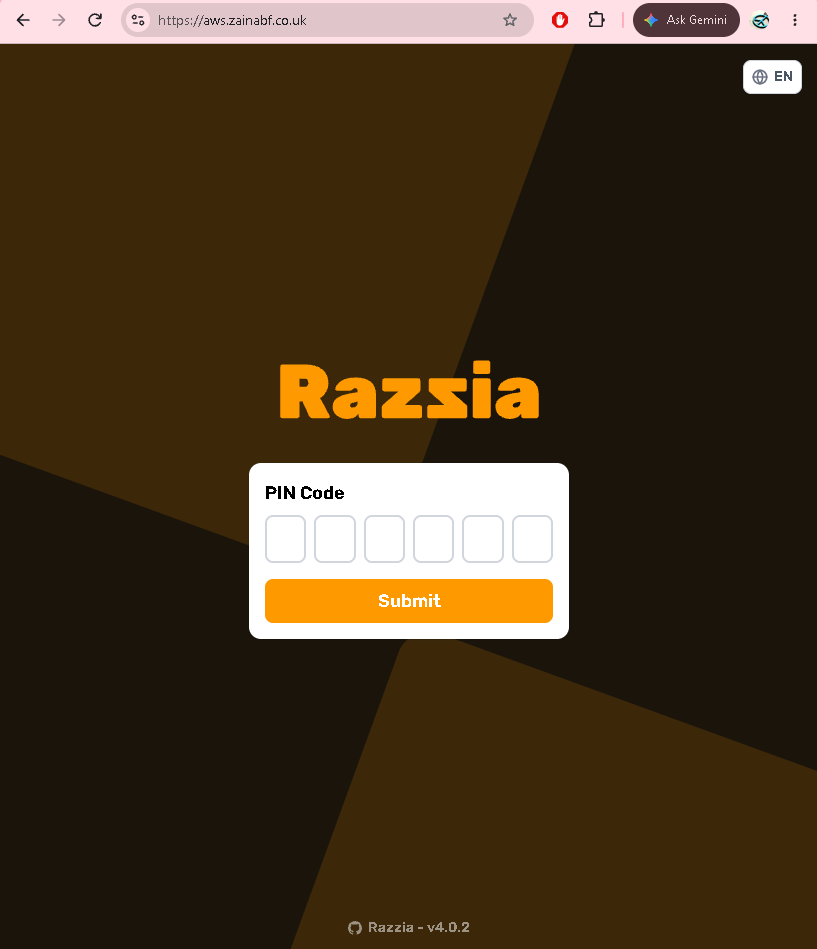 https://aws.zainabf.co.uk
Ask Gemini
EN
Razzia
PIN Code
Submit
Razzia - v4.0.2